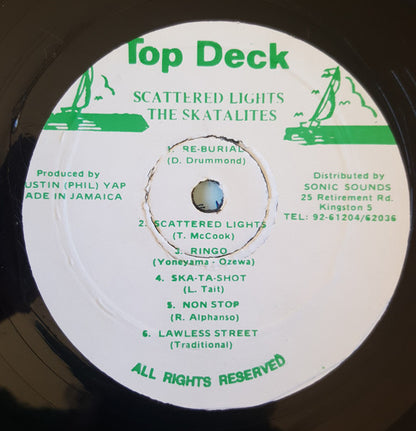 Top Deck
SCATTERED LIGHTS
THE SKATALITES
1. RE-BURIAL
(D. Drummond)
Produced by
USTIN (PHIL) YAP
ADE IN JAMAICA
Distributed by
SONIC SOUNDS
25 Retirement Rd.
Kingston 5
TEL: 92-61204/62036
2. SCATTERED LIGHTS
(T. McCook)
3. RINGO
(Yoneyama - Ozewa)
4. SKA-TA-SHOT
(L. Tait)
5. NON STOP
(R. Alphanso)
6. LAWLESS STREET
(Traditional)
ALL RIGHTS RESERVED